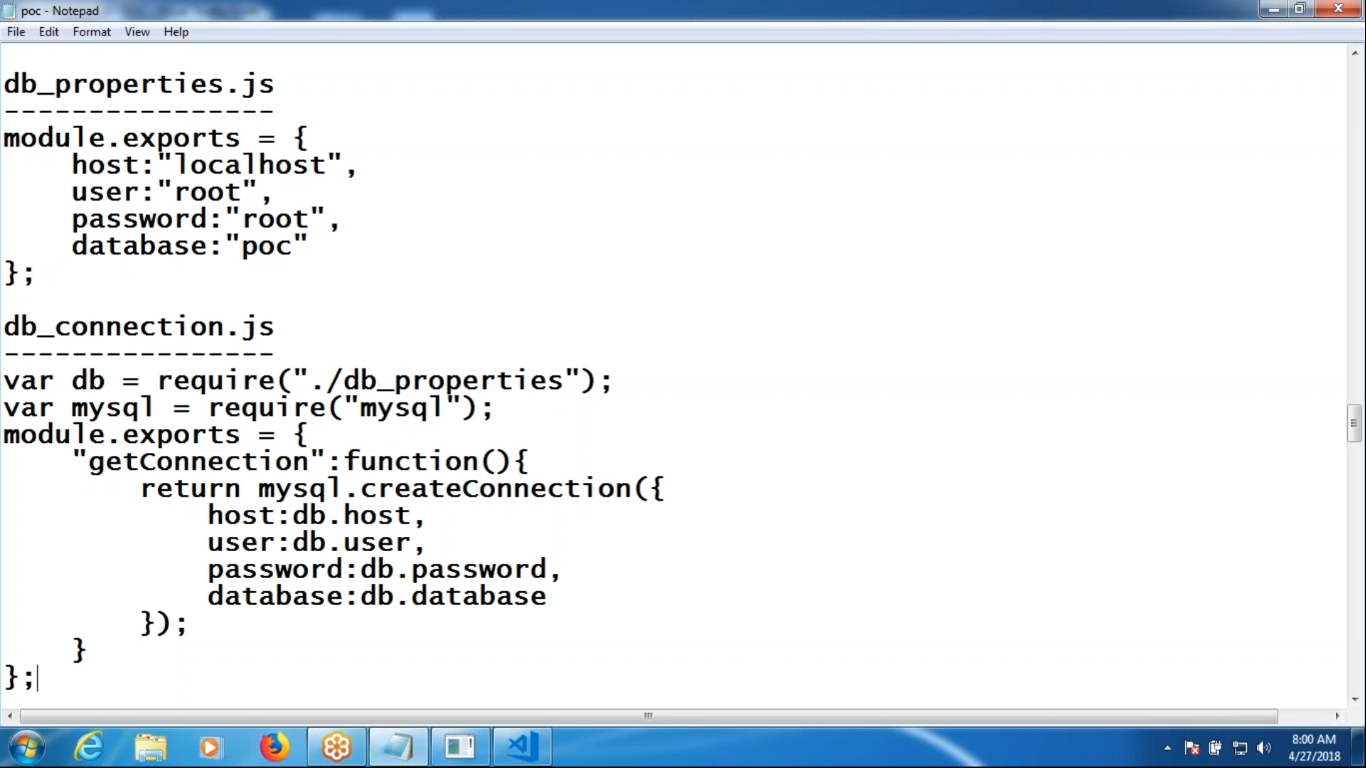 poc - Notepad
File Edit Format View Help
db_properties.js
----------------
module.exports = {
    host:"localhost",
    user:"root",
    password:"root",
    database:"poc"
};
db_connection.js
----------------
var db = require("./db_properties");
var mysql = require("mysql");
module.exports = {
    "getConnection":function(){
        return mysql.createConnection({
            host:db.host,
            user:db.user,
            password:db.password,
            database:db.database
        });
    }
};
8:00 AM
4/27/2018